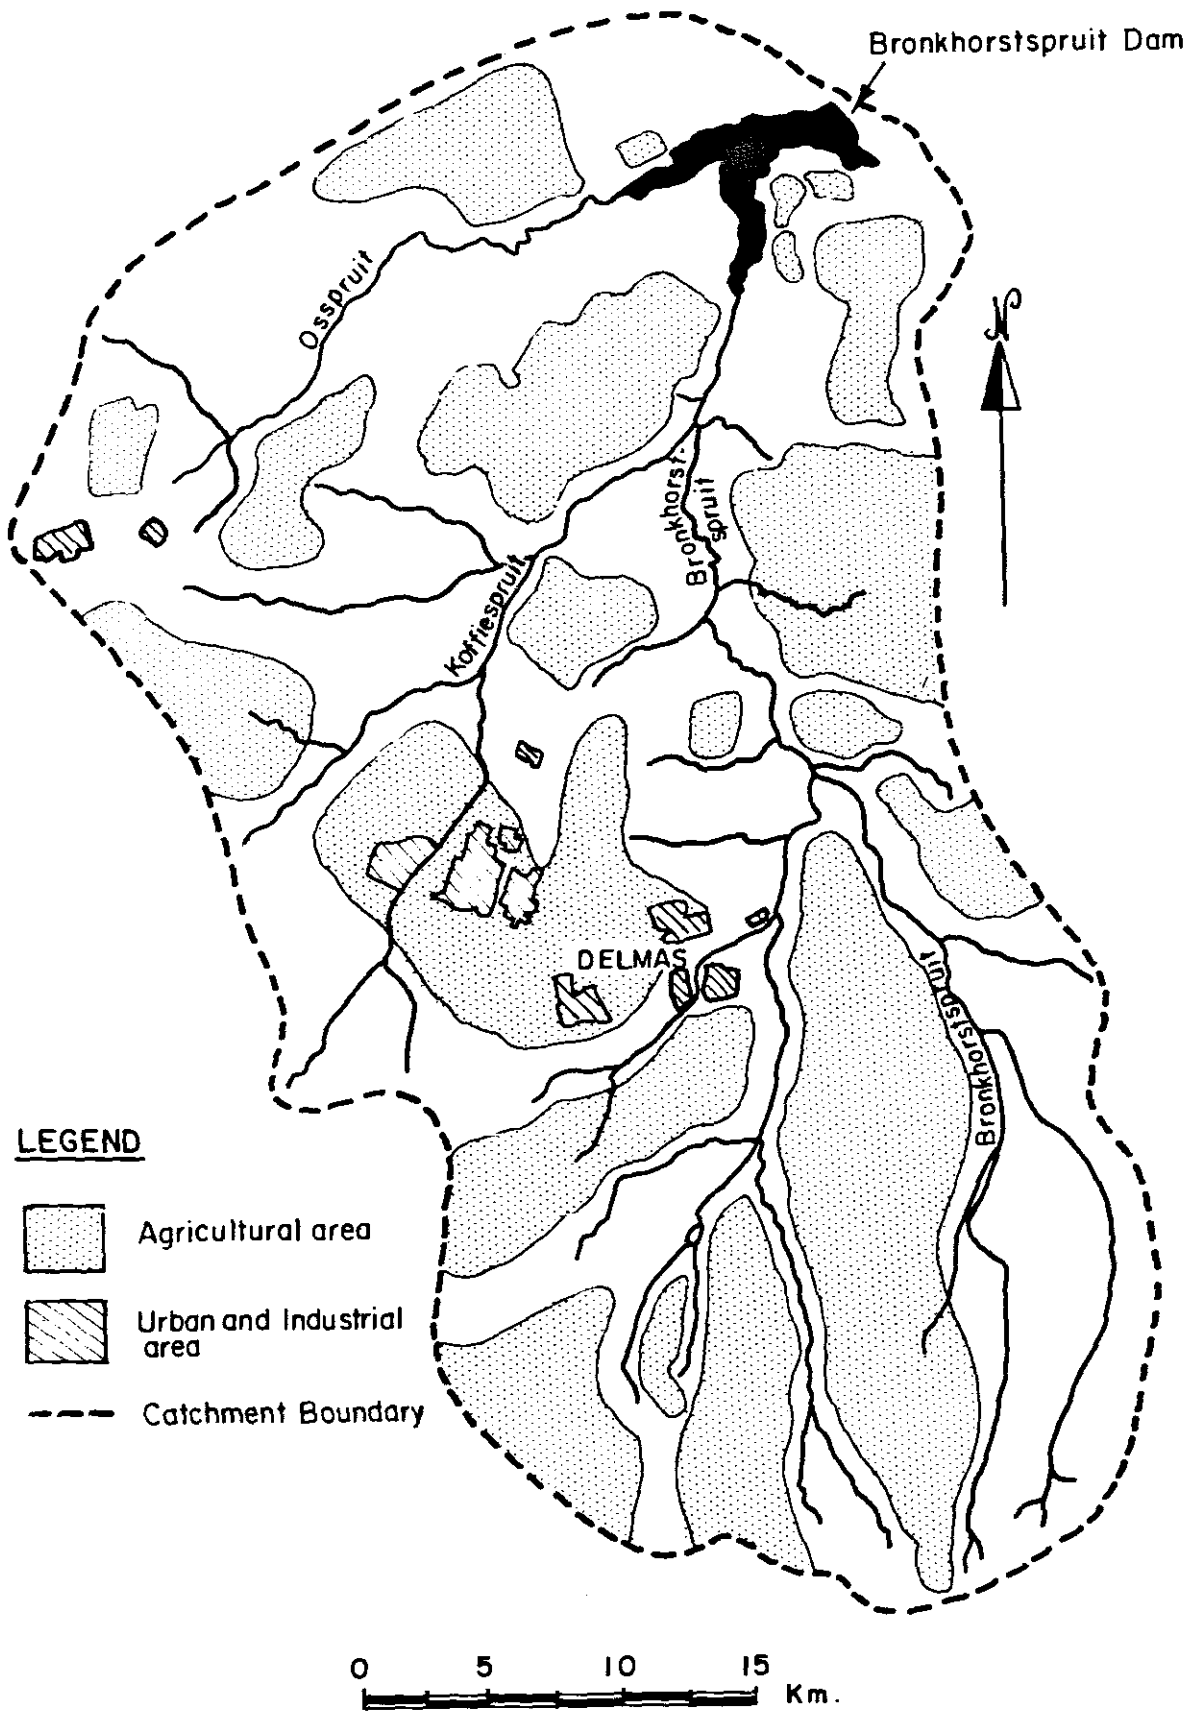 Bronkhorstspruit Dam
Osspruit
N
Bronkhorst-
spruit
Koffiespruit
DELMAS
Bronkhorstspruit
LEGEND
Agricultural area
Urban and Industrial
area
Catchment Boundary
0 5 10 15
Km.